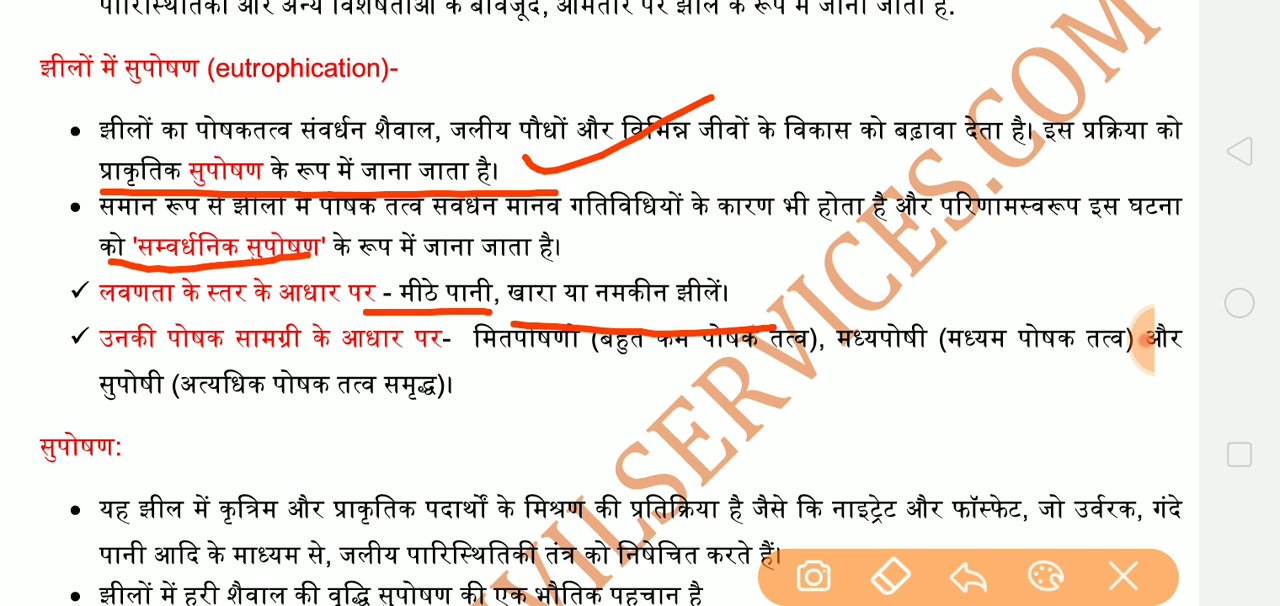 पारिस्थितिकी और अन्य विशेषताओं के बावजूद, आमतौर पर झील के रूप में जाना जाता है.
झीलों में सुपोषण (eutrophication)-
• झीलों का पोषकतत्व संवर्धन शैवाल, जलीय पौधों और विभिन्न जीवों के विकास को बढ़ावा देता है। इस प्रक्रिया को
प्राकृतिक सुपोषण के रूप में जाना जाता है।
• समान रूप से झीलों में पोषक तत्व संवर्धन मानव गतिविधियों के कारण भी होता है और परिणामस्वरूप इस घटना
को 'सम्वर्धनिक सुपोषण' के रूप में जाना जाता है।
✓ लवणता के स्तर के आधार पर - मीठे पानी, खारा या नमकीन झीलें।
✓ उनकी पोषक सामग्री के आधार पर- मितपोषणी (बहुत कम पोषक तत्व), मध्यपोषी (मध्यम पोषक तत्व) और
सुपोषी (अत्यधिक पोषक तत्व समृद्ध)।
सुपोषण:
• यह झील में कृत्रिम और प्राकृतिक पदार्थों के मिश्रण की प्रतिक्रिया है जैसे कि नाइट्रेट और फॉस्फेट, जो उर्वरक, गंदे
पानी आदि के माध्यम से, जलीय पारिस्थितिकी तंत्र को निषेचित करते हैं।
• झीलों में हरी शैवाल की वृद्धि सुपोषण की एक भौतिक पहचान है
VILSERVICES.COM